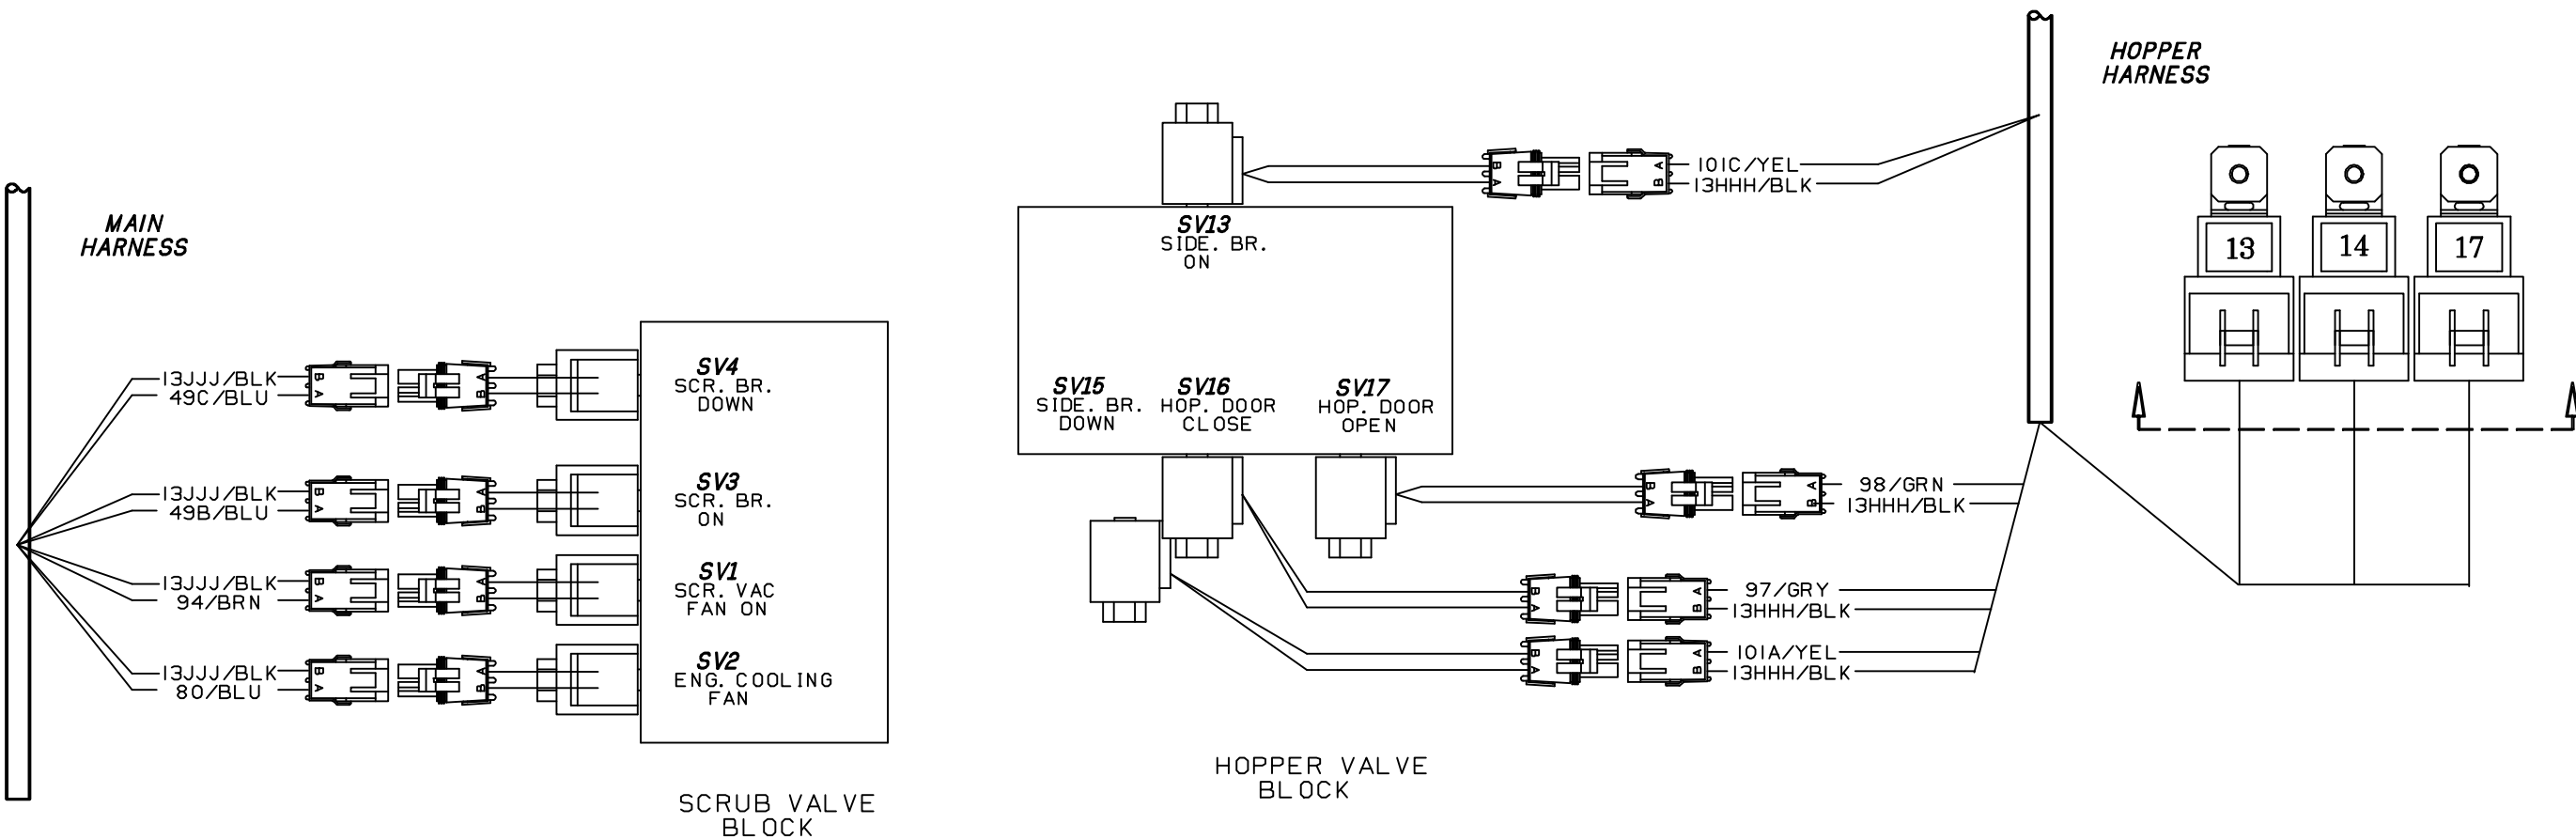 MAIN
HARNESS
13JJJ/BLK
49C/BLU
B
A
A
B
SV4
SCR. BR.
DOWN
13JJJ/BLK
49B/BLU
B
A
A
B
SV3
SCR. BR.
ON
13JJJ/BLK
94/BRN
B
A
A
B
SV1
SCR. VAC
FAN ON
13JJJ/BLK
80/BLU
B
A
A
B
SV2
ENG. COOLING
FAN
SCRUB VALVE
BLOCK
SV13
SIDE. BR.
ON
SV15
SIDE. BR.
DOWN
SV16
HOP. DOOR
CLOSE
SV17
HOP. DOOR
OPEN
B
A
A
B
101C/YEL
13HHH/BLK
B
A
A
B
98/GRN
13HHH/BLK
B
A
A
B
97/GRY
13HHH/BLK
B
A
A
B
101A/YEL
13HHH/BLK
HOPPER VALVE
BLOCK
HOPPER
HARNESS
13
14
17